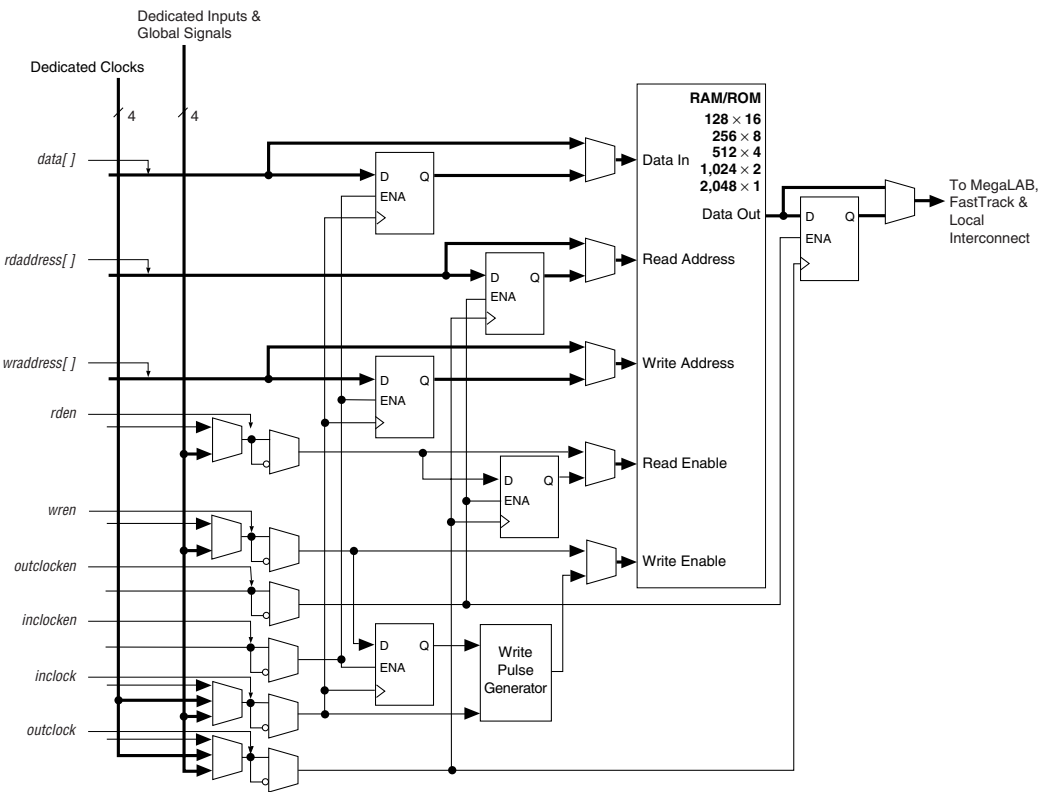 Dedicated Inputs &
Global Signals
Dedicated Clocks
4
4
RAM/ROM
128 × 16
256 × 8
512 × 4
1,024 × 2
2,048 × 1
data[ ]
D
Q
ENA
Data In
Data Out
D
Q
ENA
To MegaLAB,
FastTrack &
Local
Interconnect
rdaddress[ ]
D
Q
ENA
Read Address
wraddress[ ]
D
Q
ENA
Write Address
rden
D
Q
ENA
Read Enable
wren
Write Enable
outclocken
inclocken
D
Q
ENA
Write
Pulse
Generator
inclock
outclock